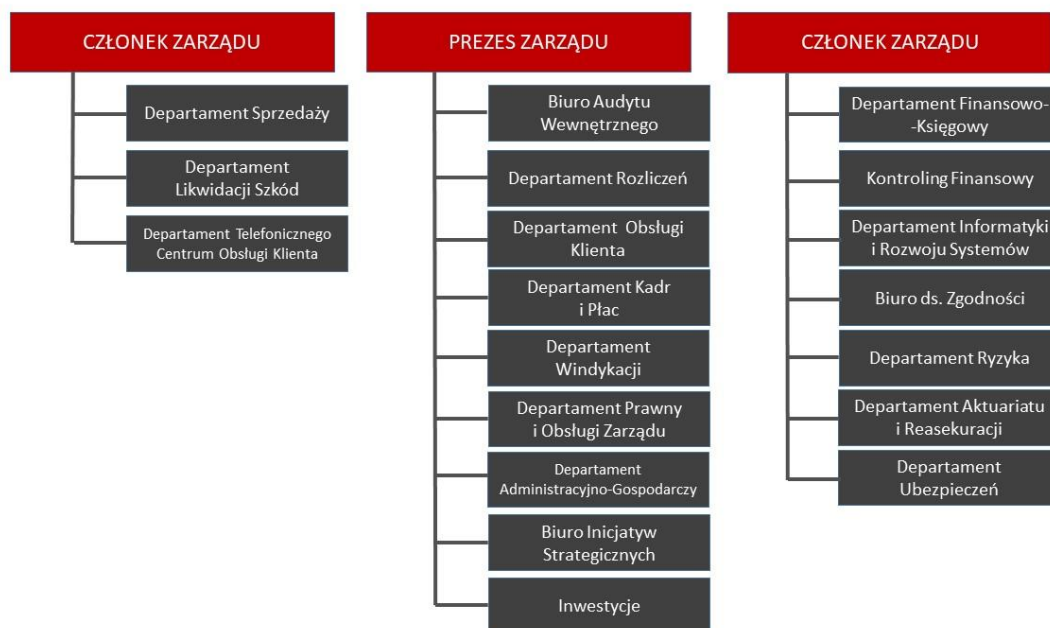 CZŁONEK ZARZĄDU
Departament Sprzedaży
Departament
Likwidacji Szkód
Departament Telefonicznego
Centrum Obsługi Klienta
PREZES ZARZĄDU
Biuro Audytu
Wewnętrznego
Departament Rozliczeń
Departament Obsługi
Klienta
Departament Kadr
i Płac
Departament
Windykacji
Departament Prawny
i Obsługi Zarządu
Departament
Administracyjno-Gospodarczy
Biuro Inicjatyw
Strategicznych
Inwestycje
CZŁONEK ZARZĄDU
Departament Finansowo-
-Księgowy
Kontroling Finansowy
Departament Informatyki
i Rozwoju Systemów
Biuro ds. Zgodności
Departament Ryzyka
Departament Aktuariatu
i Reasekuracji
Departament
Ubezpieczeń